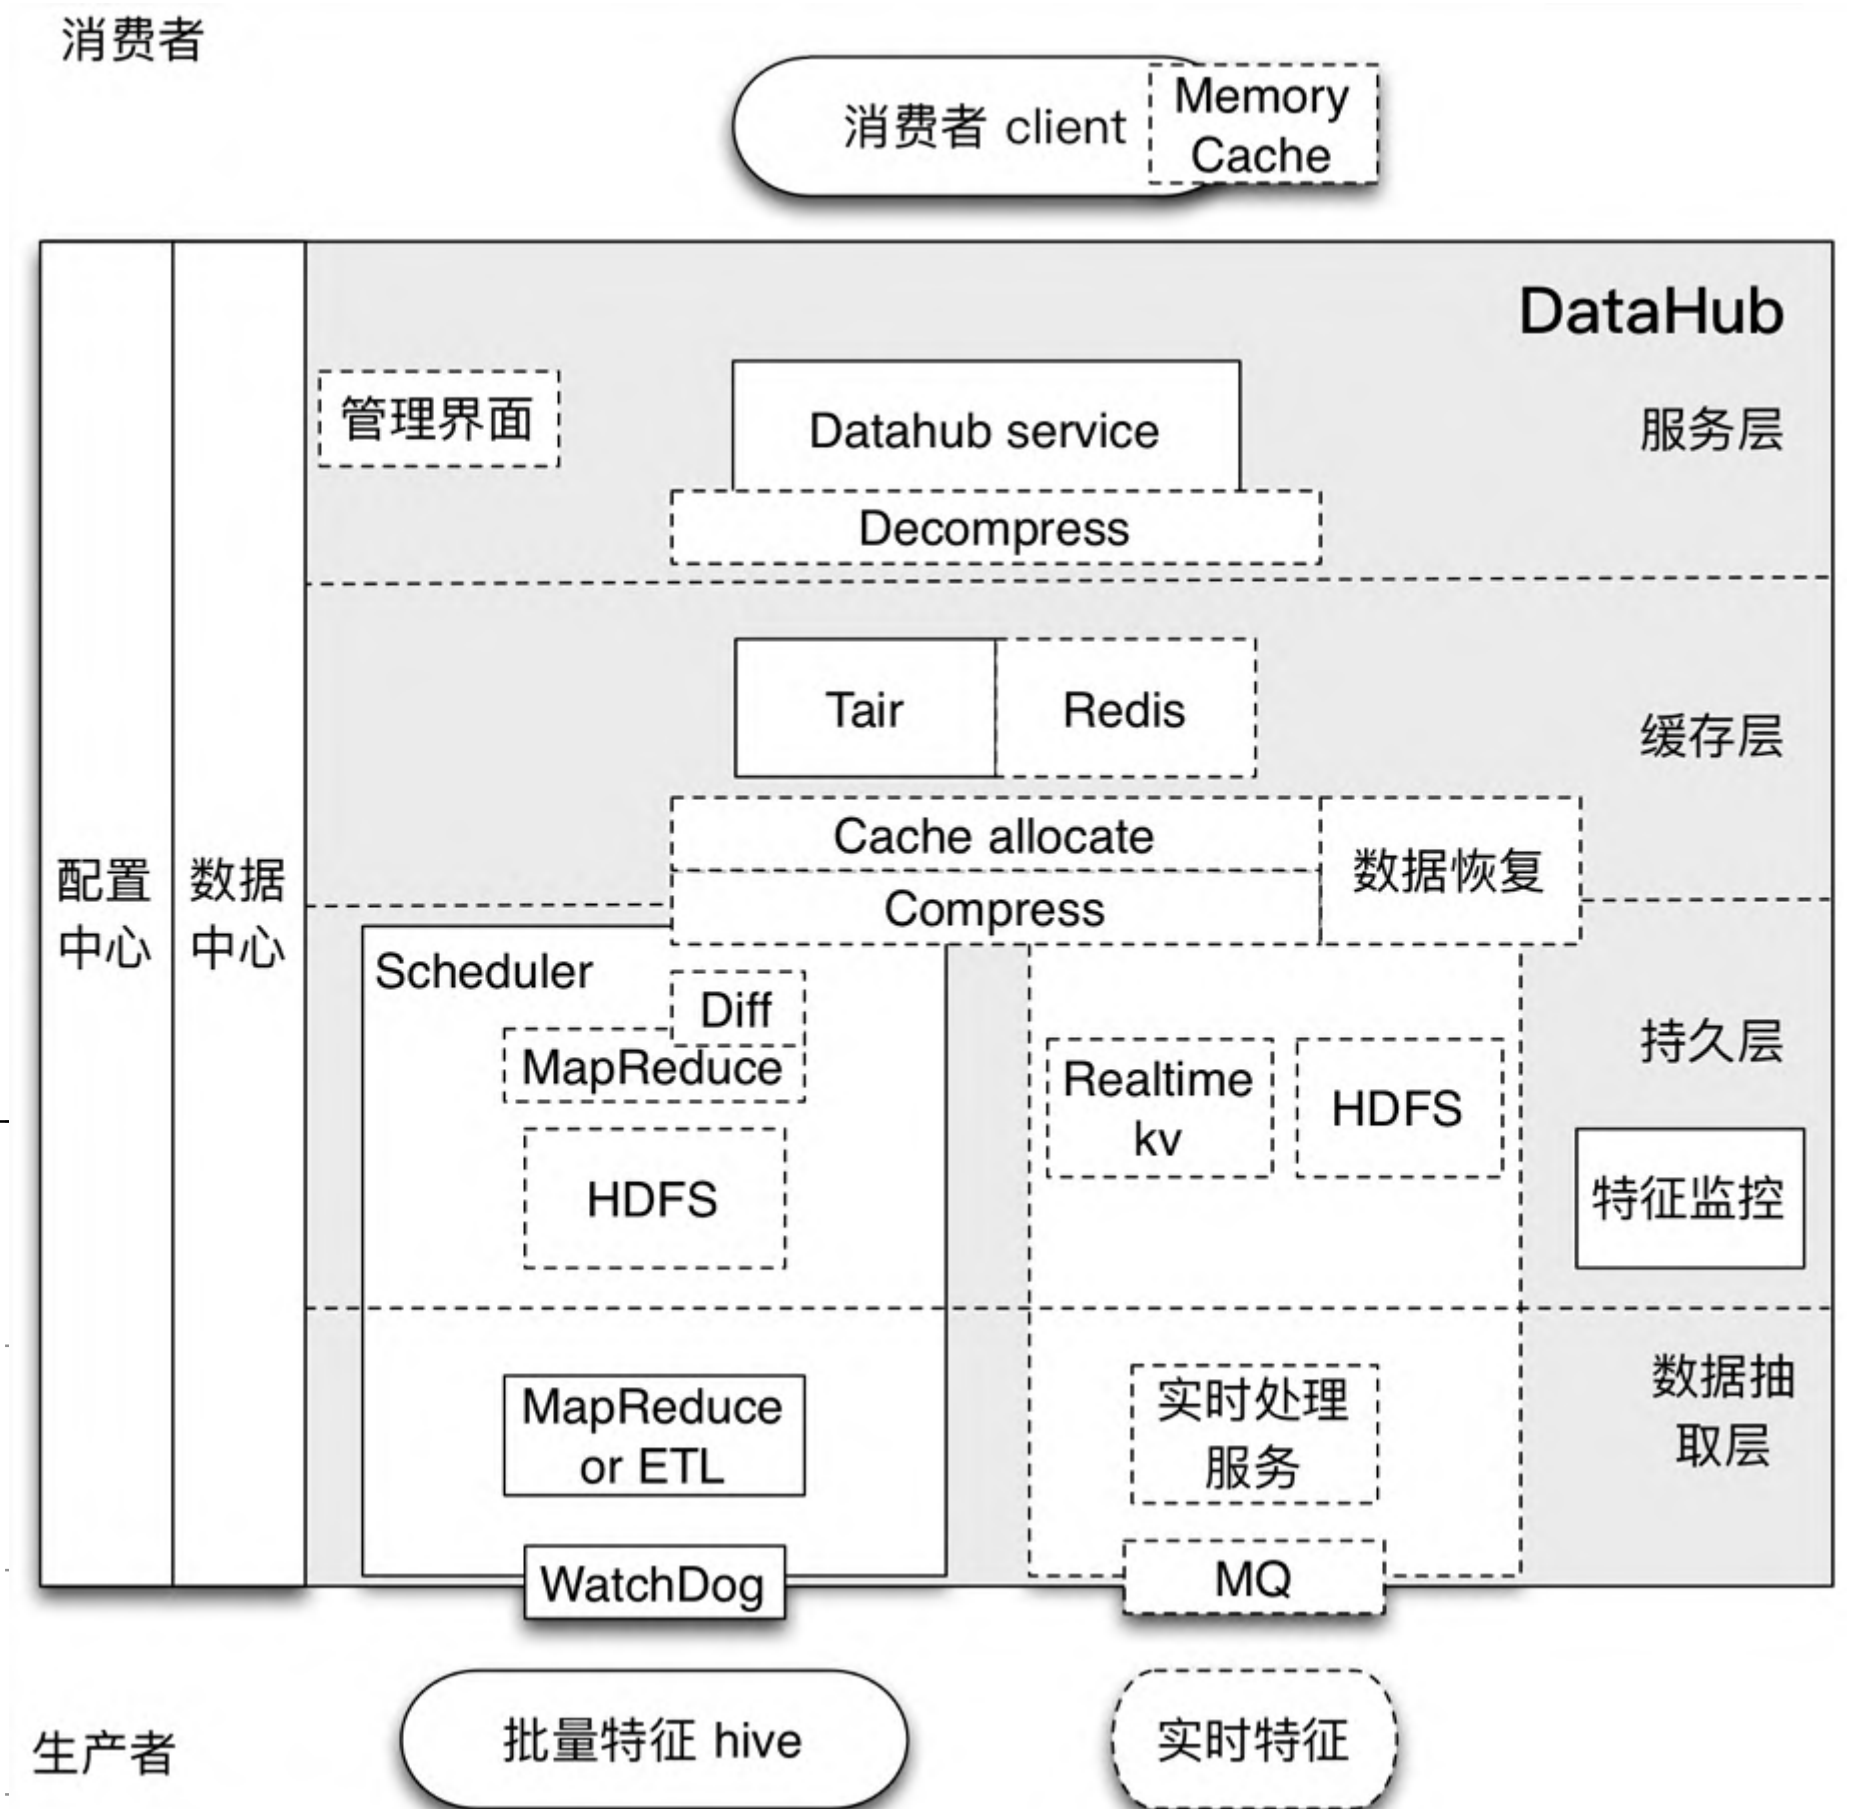 消费者
消费者 client
Memory
Cache
DataHub
管理界面
Datahub service
服务层
Decompress
Tair
Redis
缓存层
Cache allocate
数据恢复
Compress
配置
中心
数据
中心
Scheduler
Diff
MapReduce
HDFS
Realtime
kv
HDFS
持久层
特征监控
MapReduce
or ETL
实时处理
服务
数据抽
取层
WatchDog
MQ
生产者
批量特征 hive
实时特征